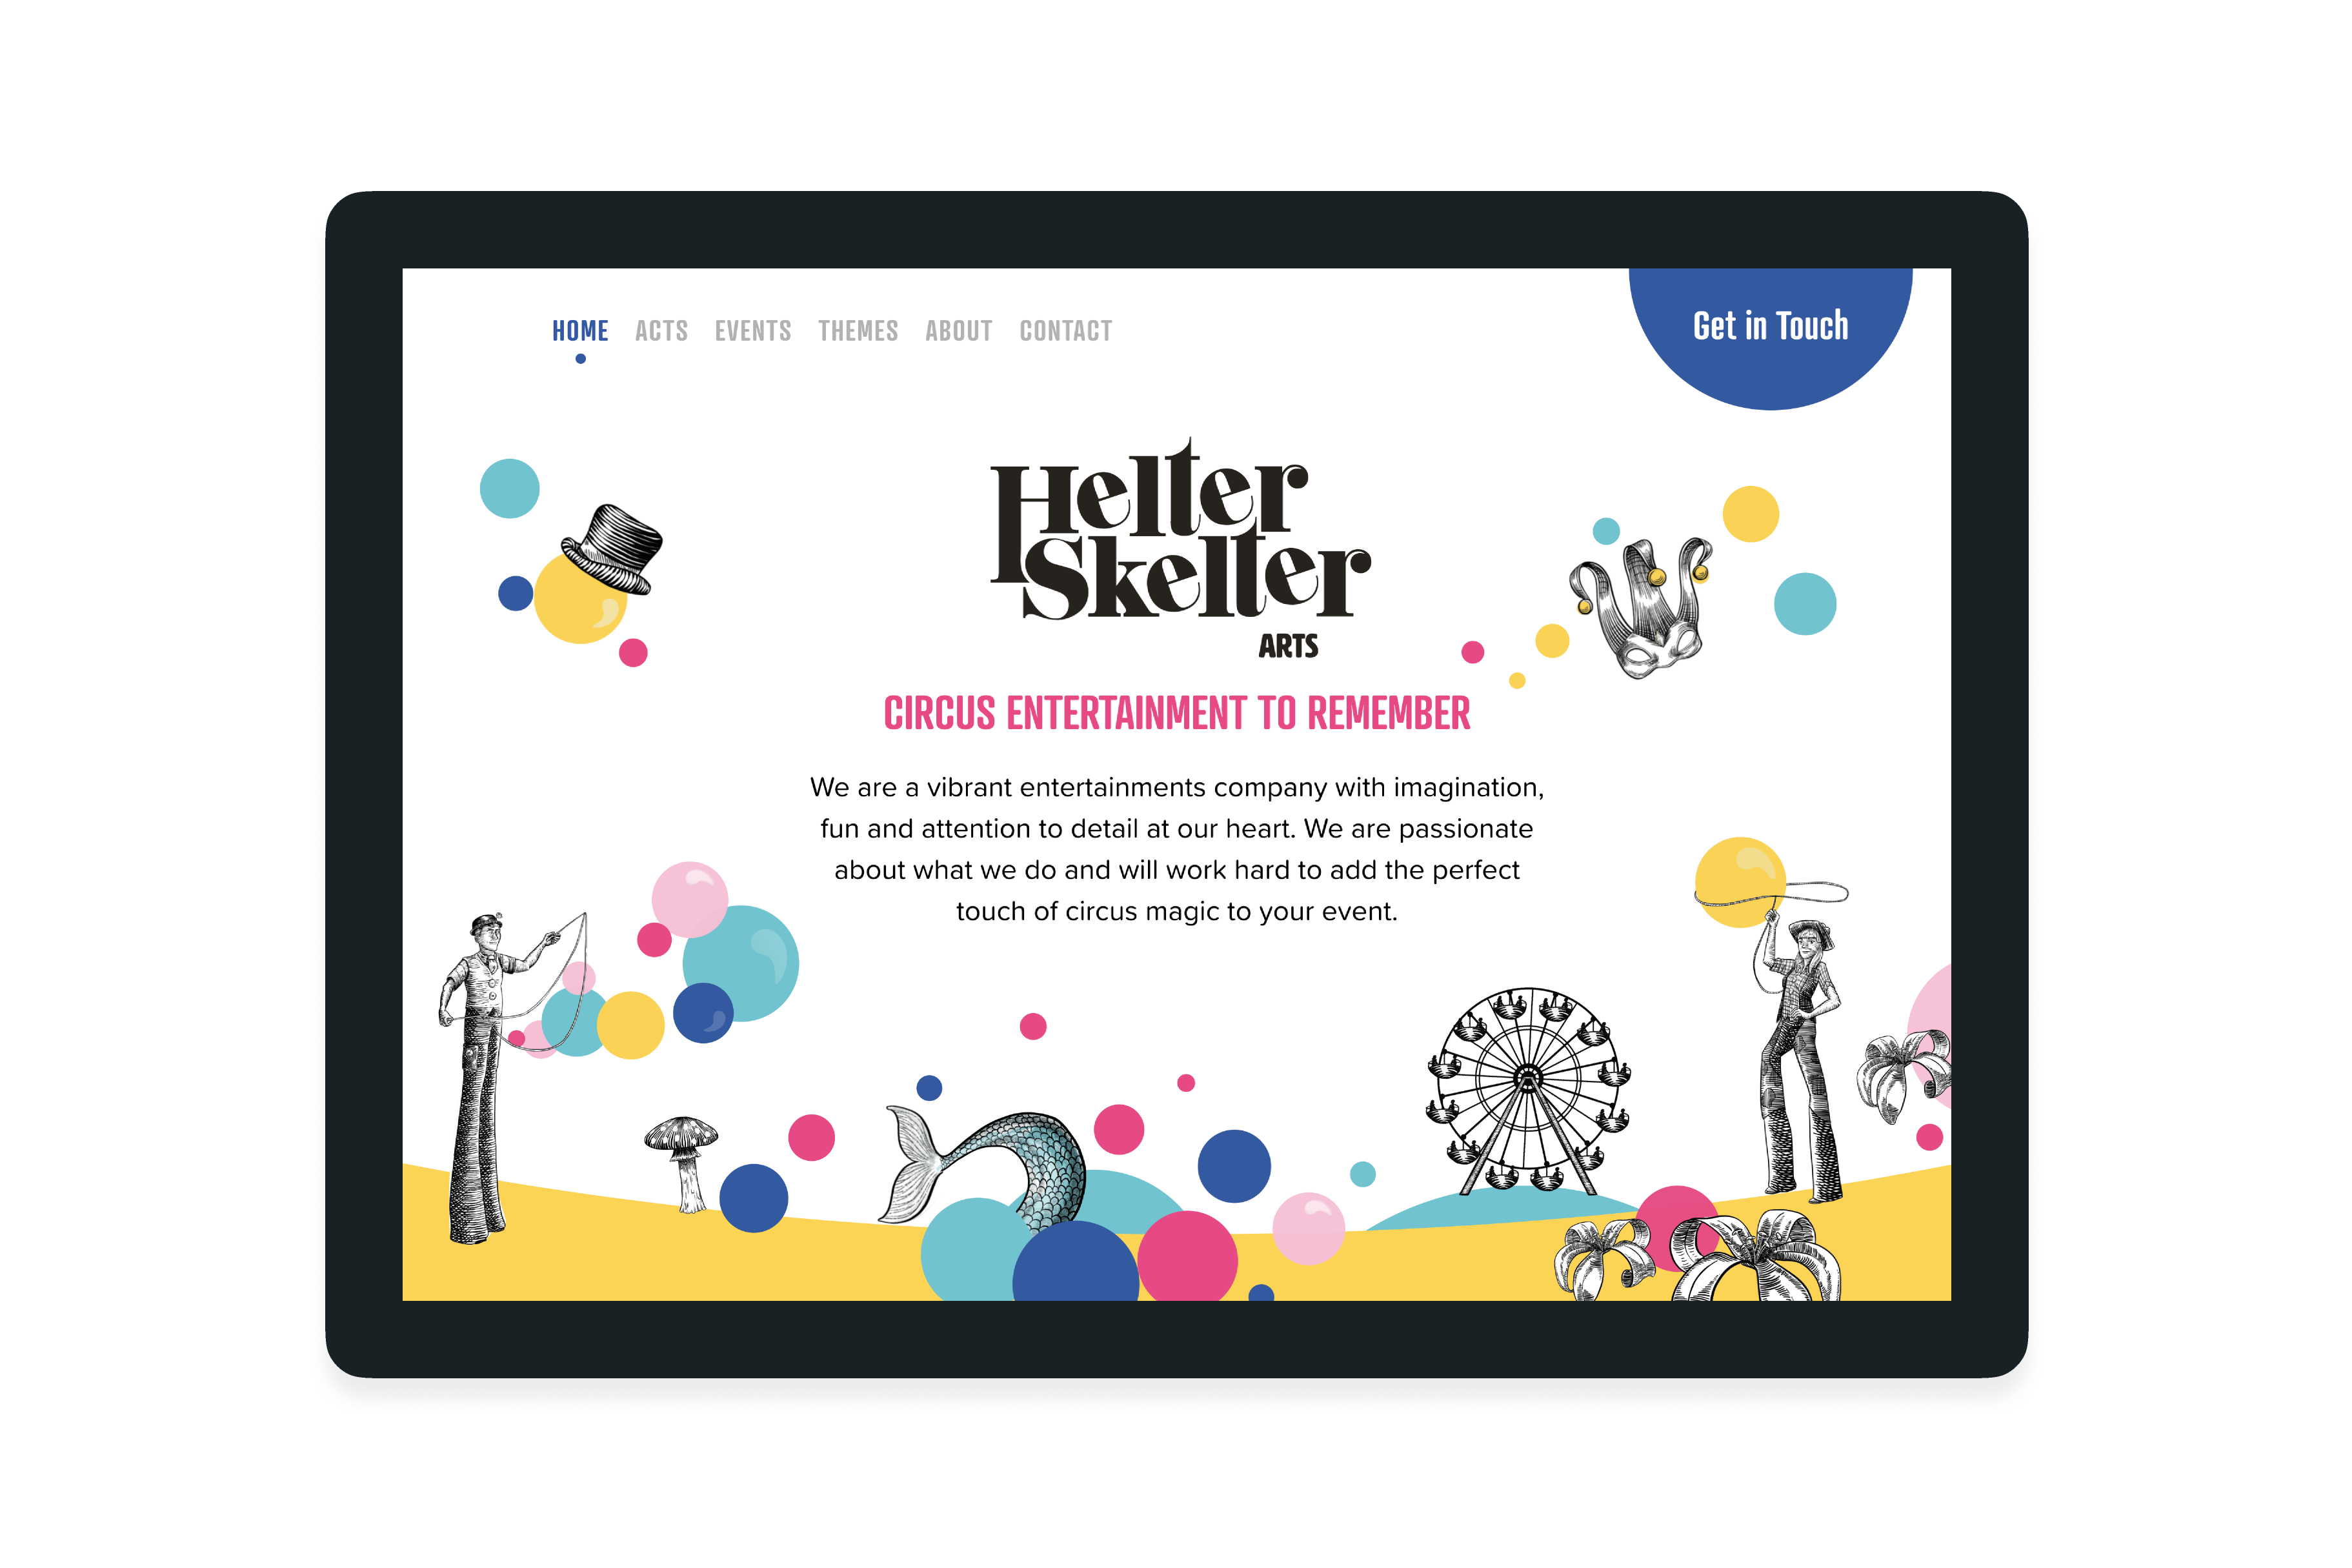 HOME ACTS EVENTS THEMES ABOUT CONTACT
Get in Touch
Helter
Skelter
ARTS
CIRCUS ENTERTAINMENT TO REMEMBER
We are a vibrant entertainments company with imagination,
fun and attention to detail at our heart. We are passionate
about what we do and will work hard to add the perfect
touch of circus magic to your event.